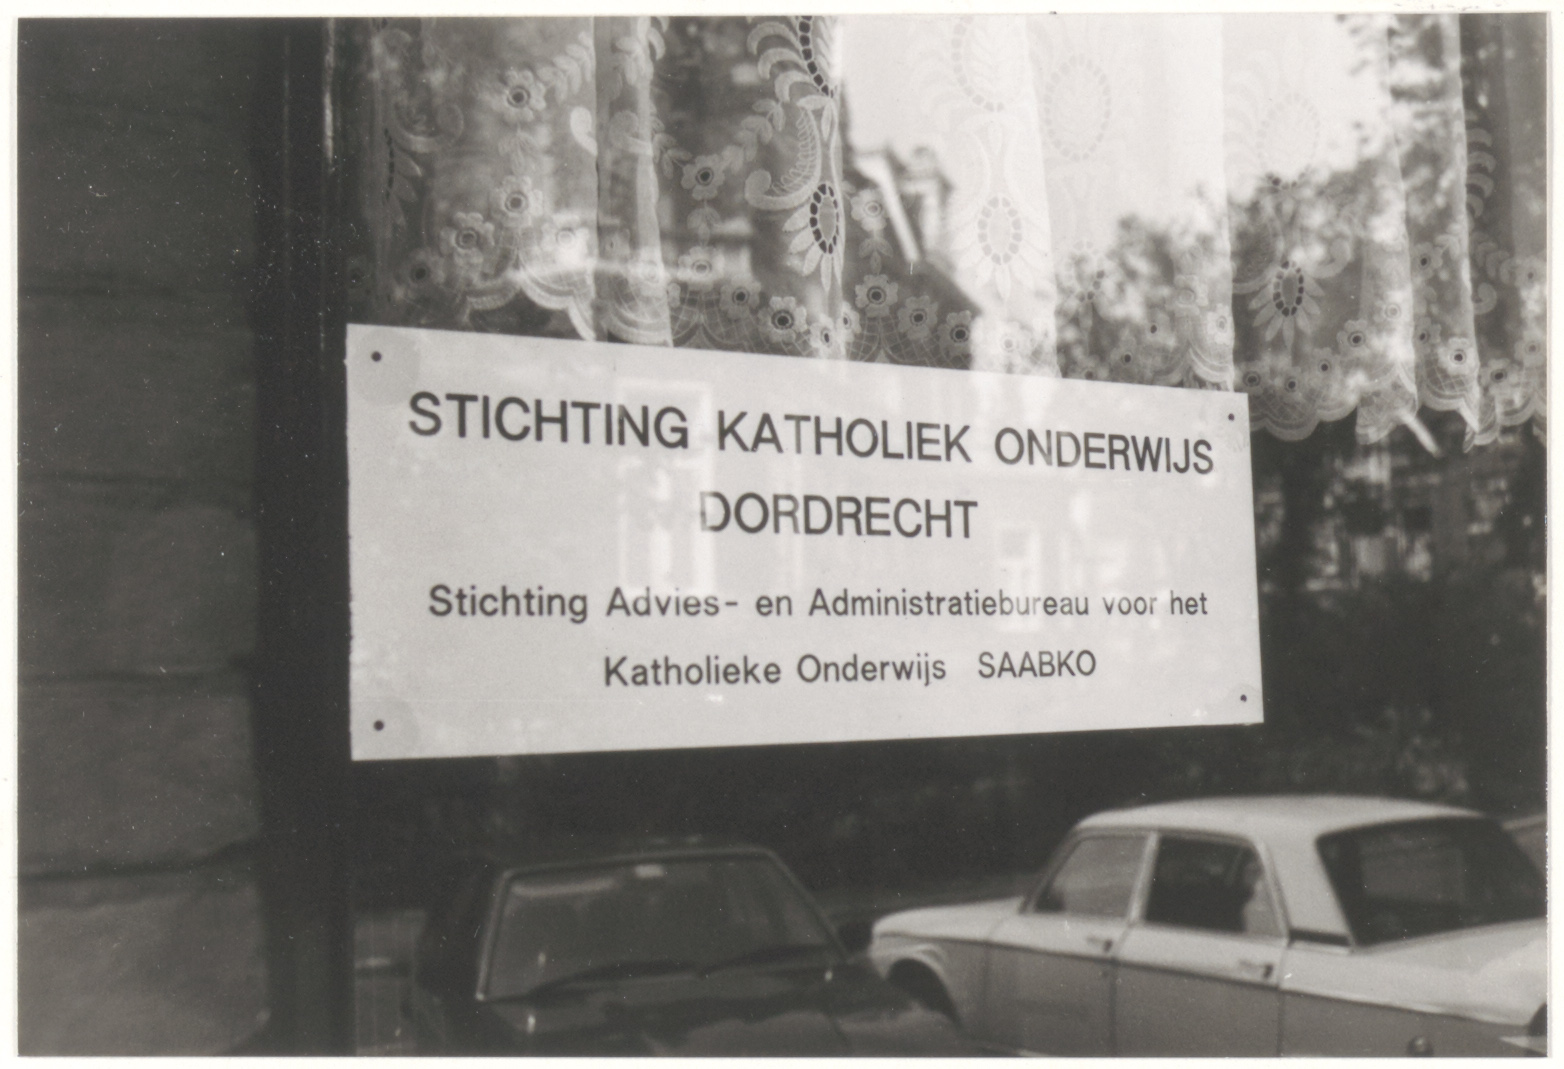 STICHTING KATHOLIEK ONDERWIJS
DORDRECHT
Stichting Advies- en Administratiebureau voor het
Katholieke Onderwijs SAABKO